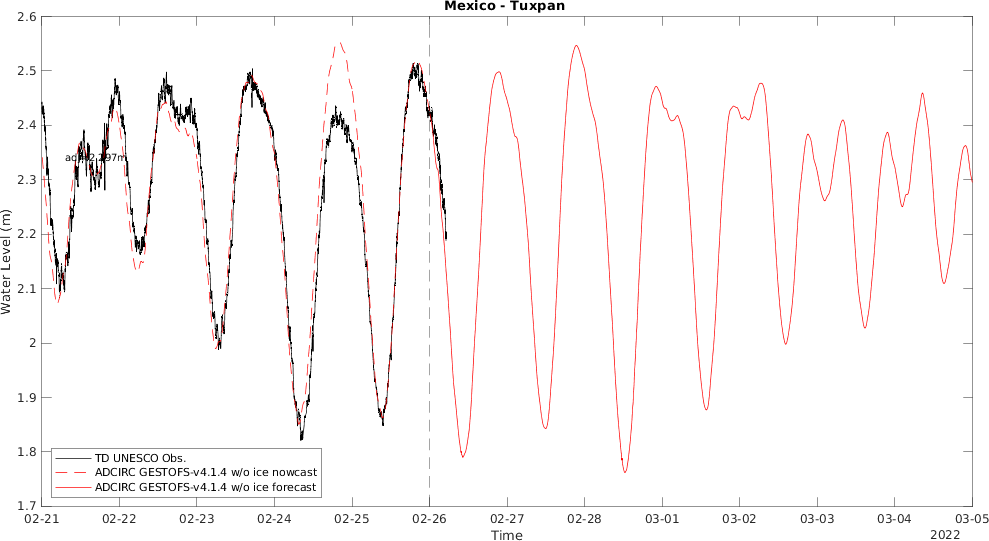 Mexico - Tuxpan
2.6
2.5
2.4
2.3
2.2
2.1
2
1.9
1.8
1.7
Water Level (m)
TD UNESCO Obs.
ADCIRC GESTOFS-v4.1.4 w/o ice nowcast
ADCIRC GESTOFS-v4.1.4 w/o ice forecast
02-21 02-22 02-23 02-24 02-25 02-26 02-27 02-28 03-01 03-02 03-03 03-04 03-05
Time
2022